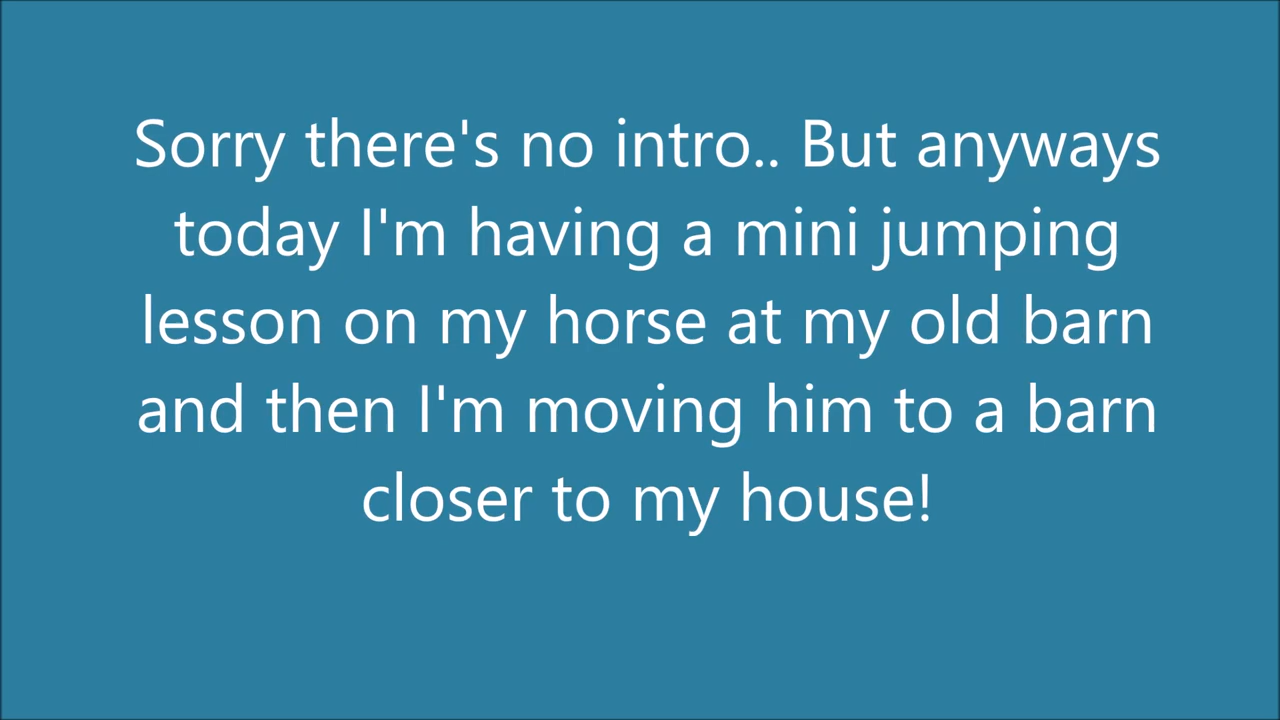 Sorry there's no intro.. But anyways
today I'm having a mini jumping
lesson on my horse at my old barn
and then I'm moving him to a barn
closer to my house!